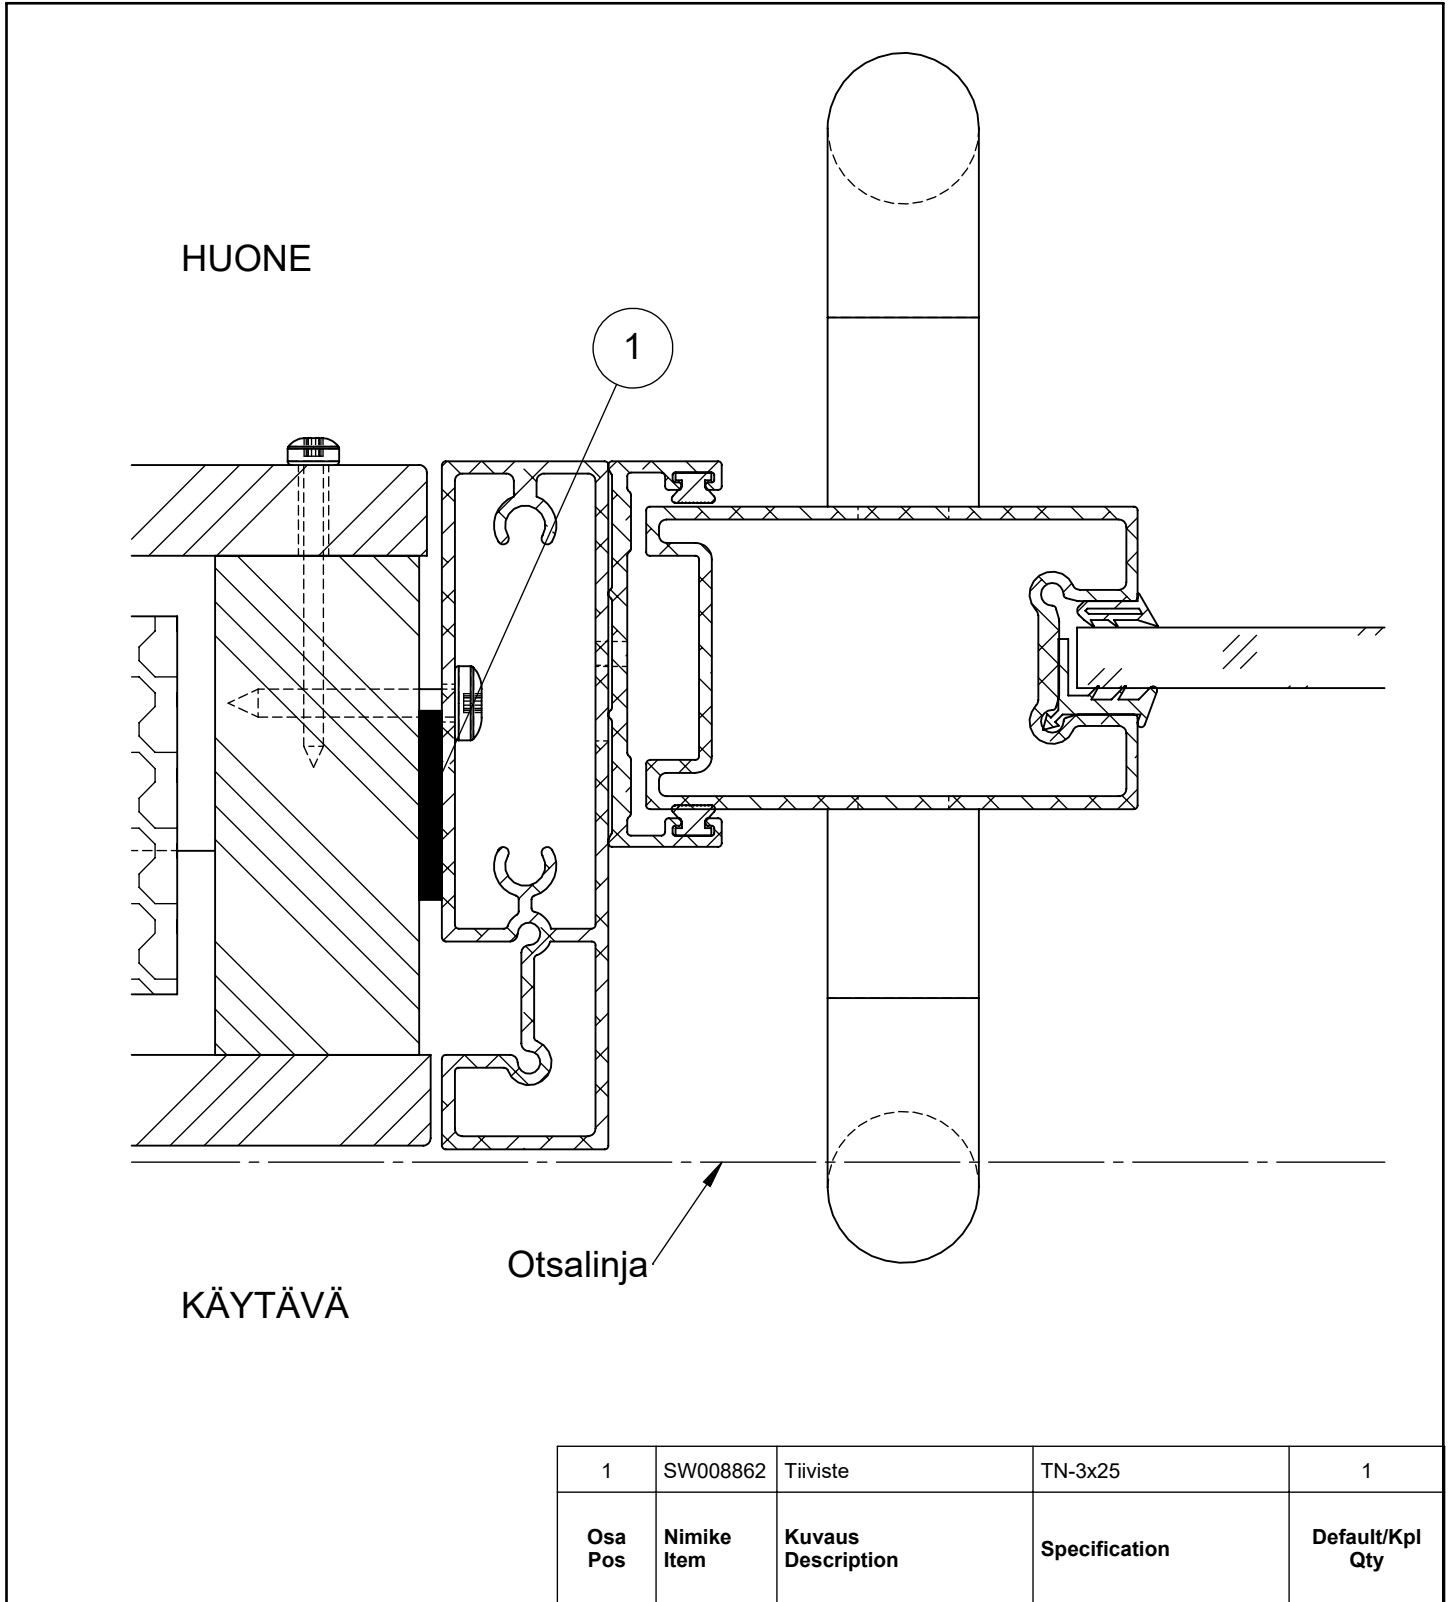 HUONE
1
Otsalinja
KÄYTÄVÄ
1 SW008862 Tiiviste TN-3x25 1
Osa Nimike Kuvaus Specification Default/Kpl
Pos Item Description Qty